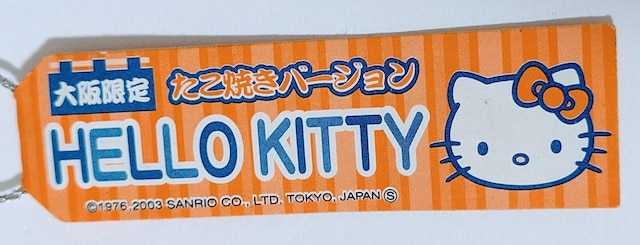 大阪限定 たこ焼きバージョン
HELLO KITTY
©1976,2003 SANRIO CO., LTD. TOKYO, JAPAN Ⓢ